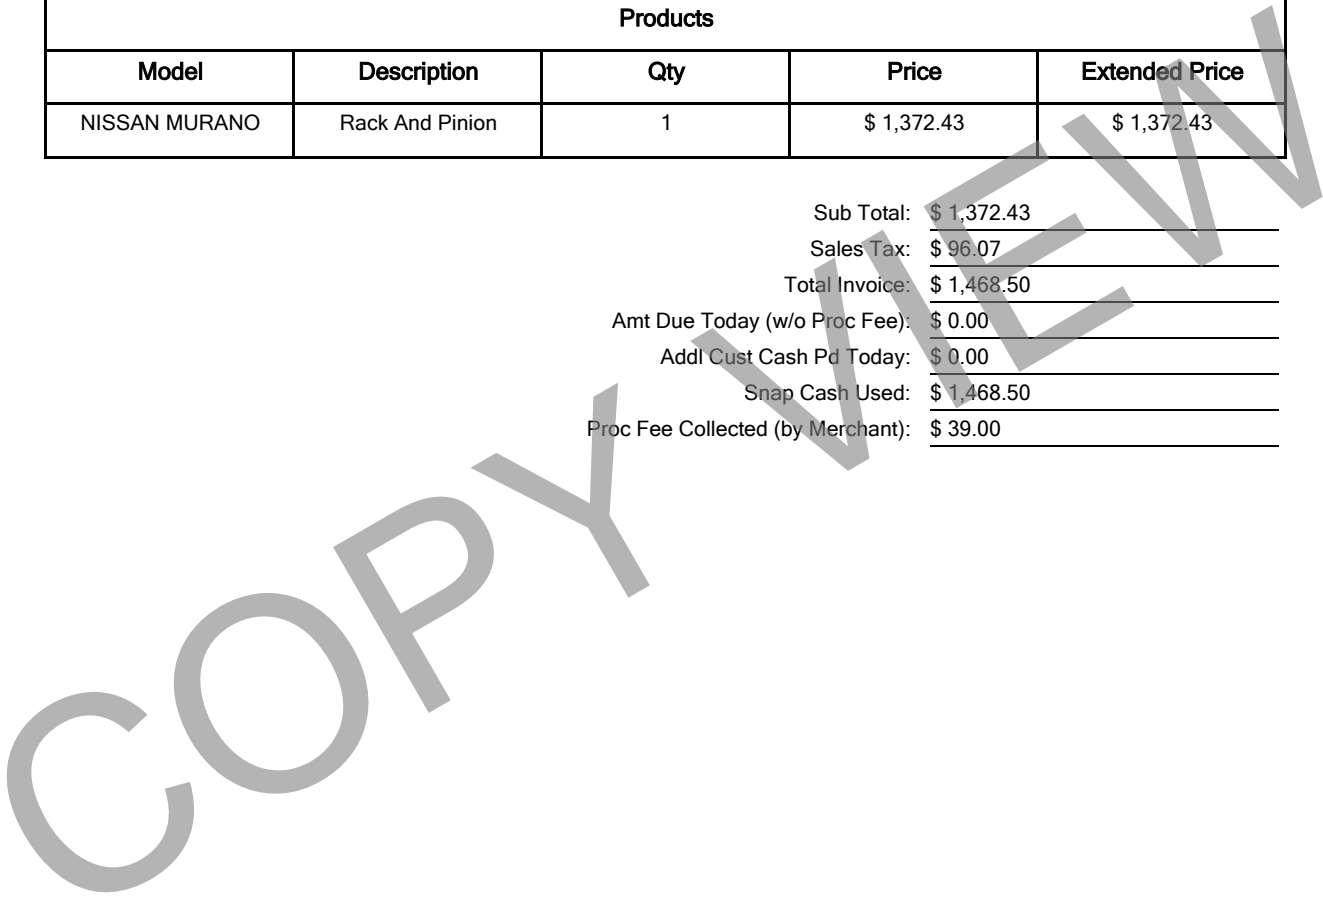 Products
Model Description Qty Price Extended Price
NISSAN MURANO Rack And Pinion 1 $ 1,372.43 $ 1,372.43
Sub Total: $ 1,372.43
Sales Tax: $ 96.07
Total Invoice: $ 1,468.50
Amt Due Today (w/o Proc Fee): $ 0.00
Addl Cust Cash Pd Today: $ 0.00
Snap Cash Used: $ 1,468.50
Proc Fee Collected (by Merchant): $ 39.00
COPY VIEW